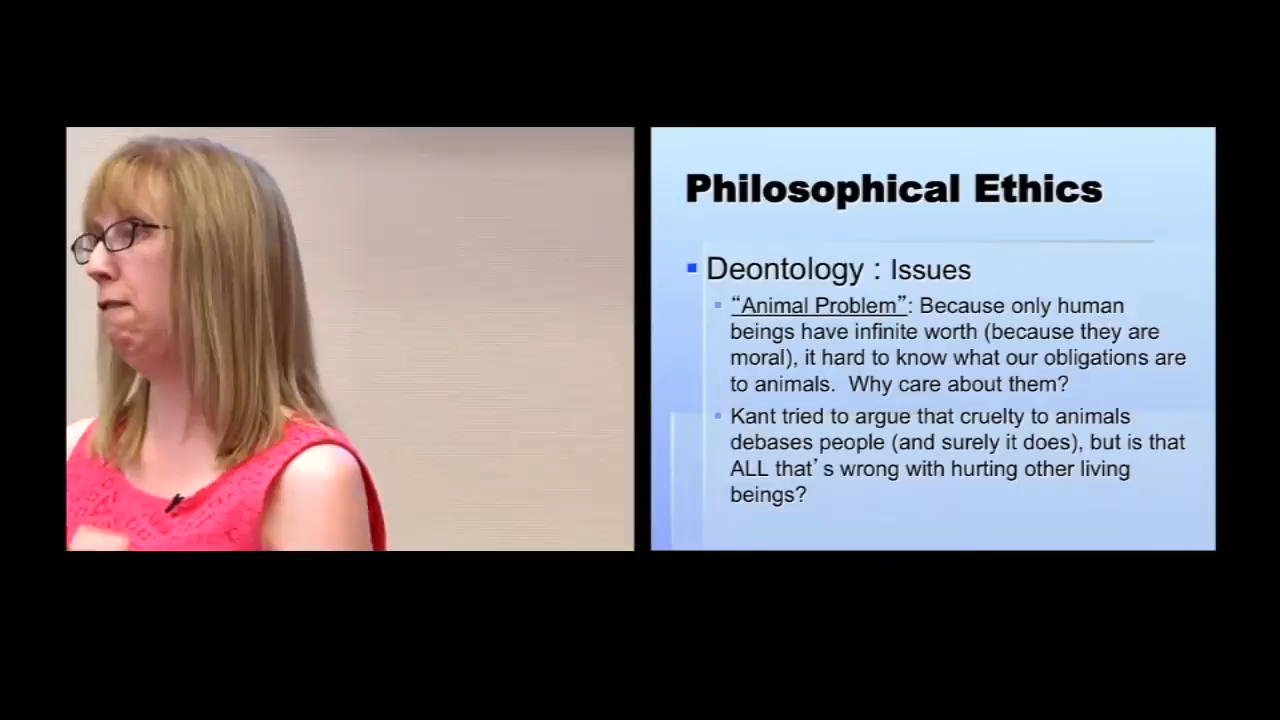 Philosophical Ethics
Deontology : Issues
“Animal Problem”: Because only human
beings have infinite worth (because they are
moral), it hard to know what our obligations are
to animals.  Why care about them?
Kant tried to argue that cruelty to animals
debases people (and surely it does), but is that
ALL that’s wrong with hurting other living
beings?